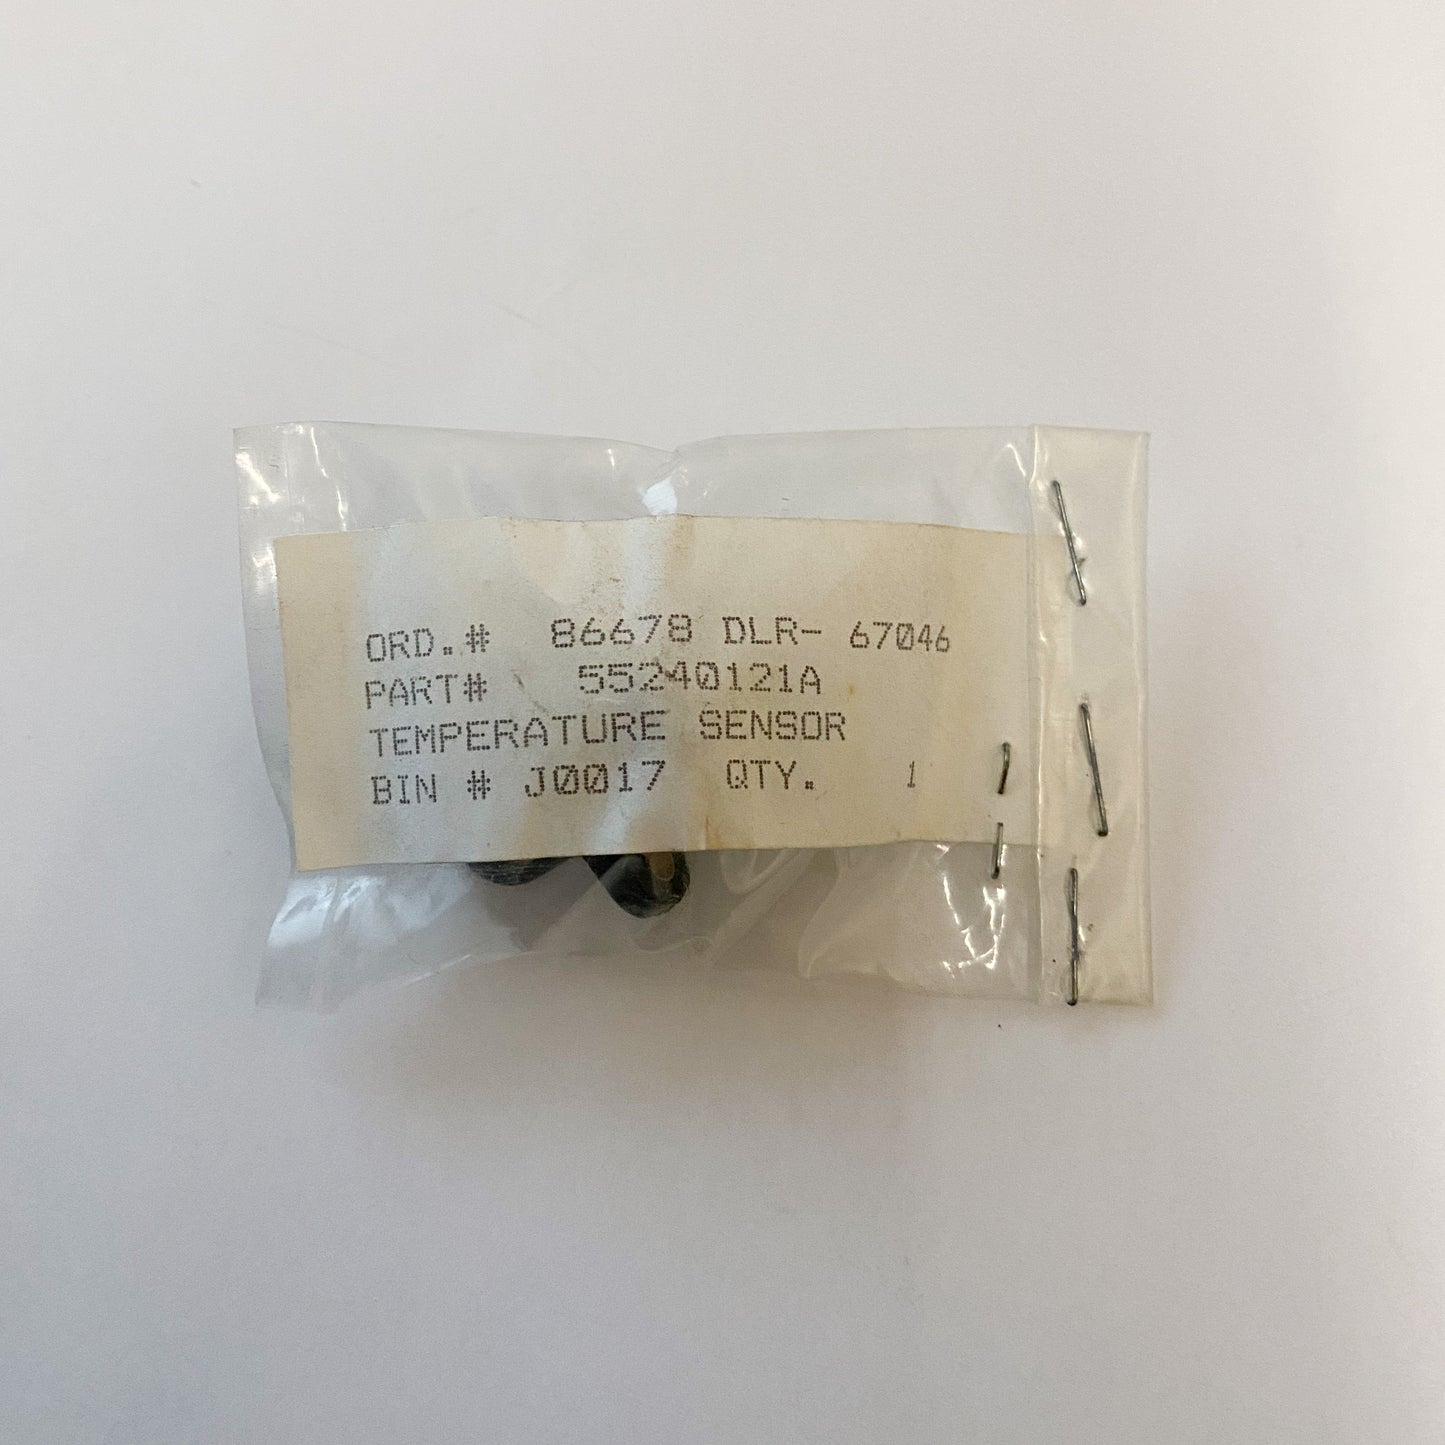 ORD.# 86678 DLR- 67046
PART# 55240121A
TEMPERATURE SENSOR
BIN # J0017 QTY. 1